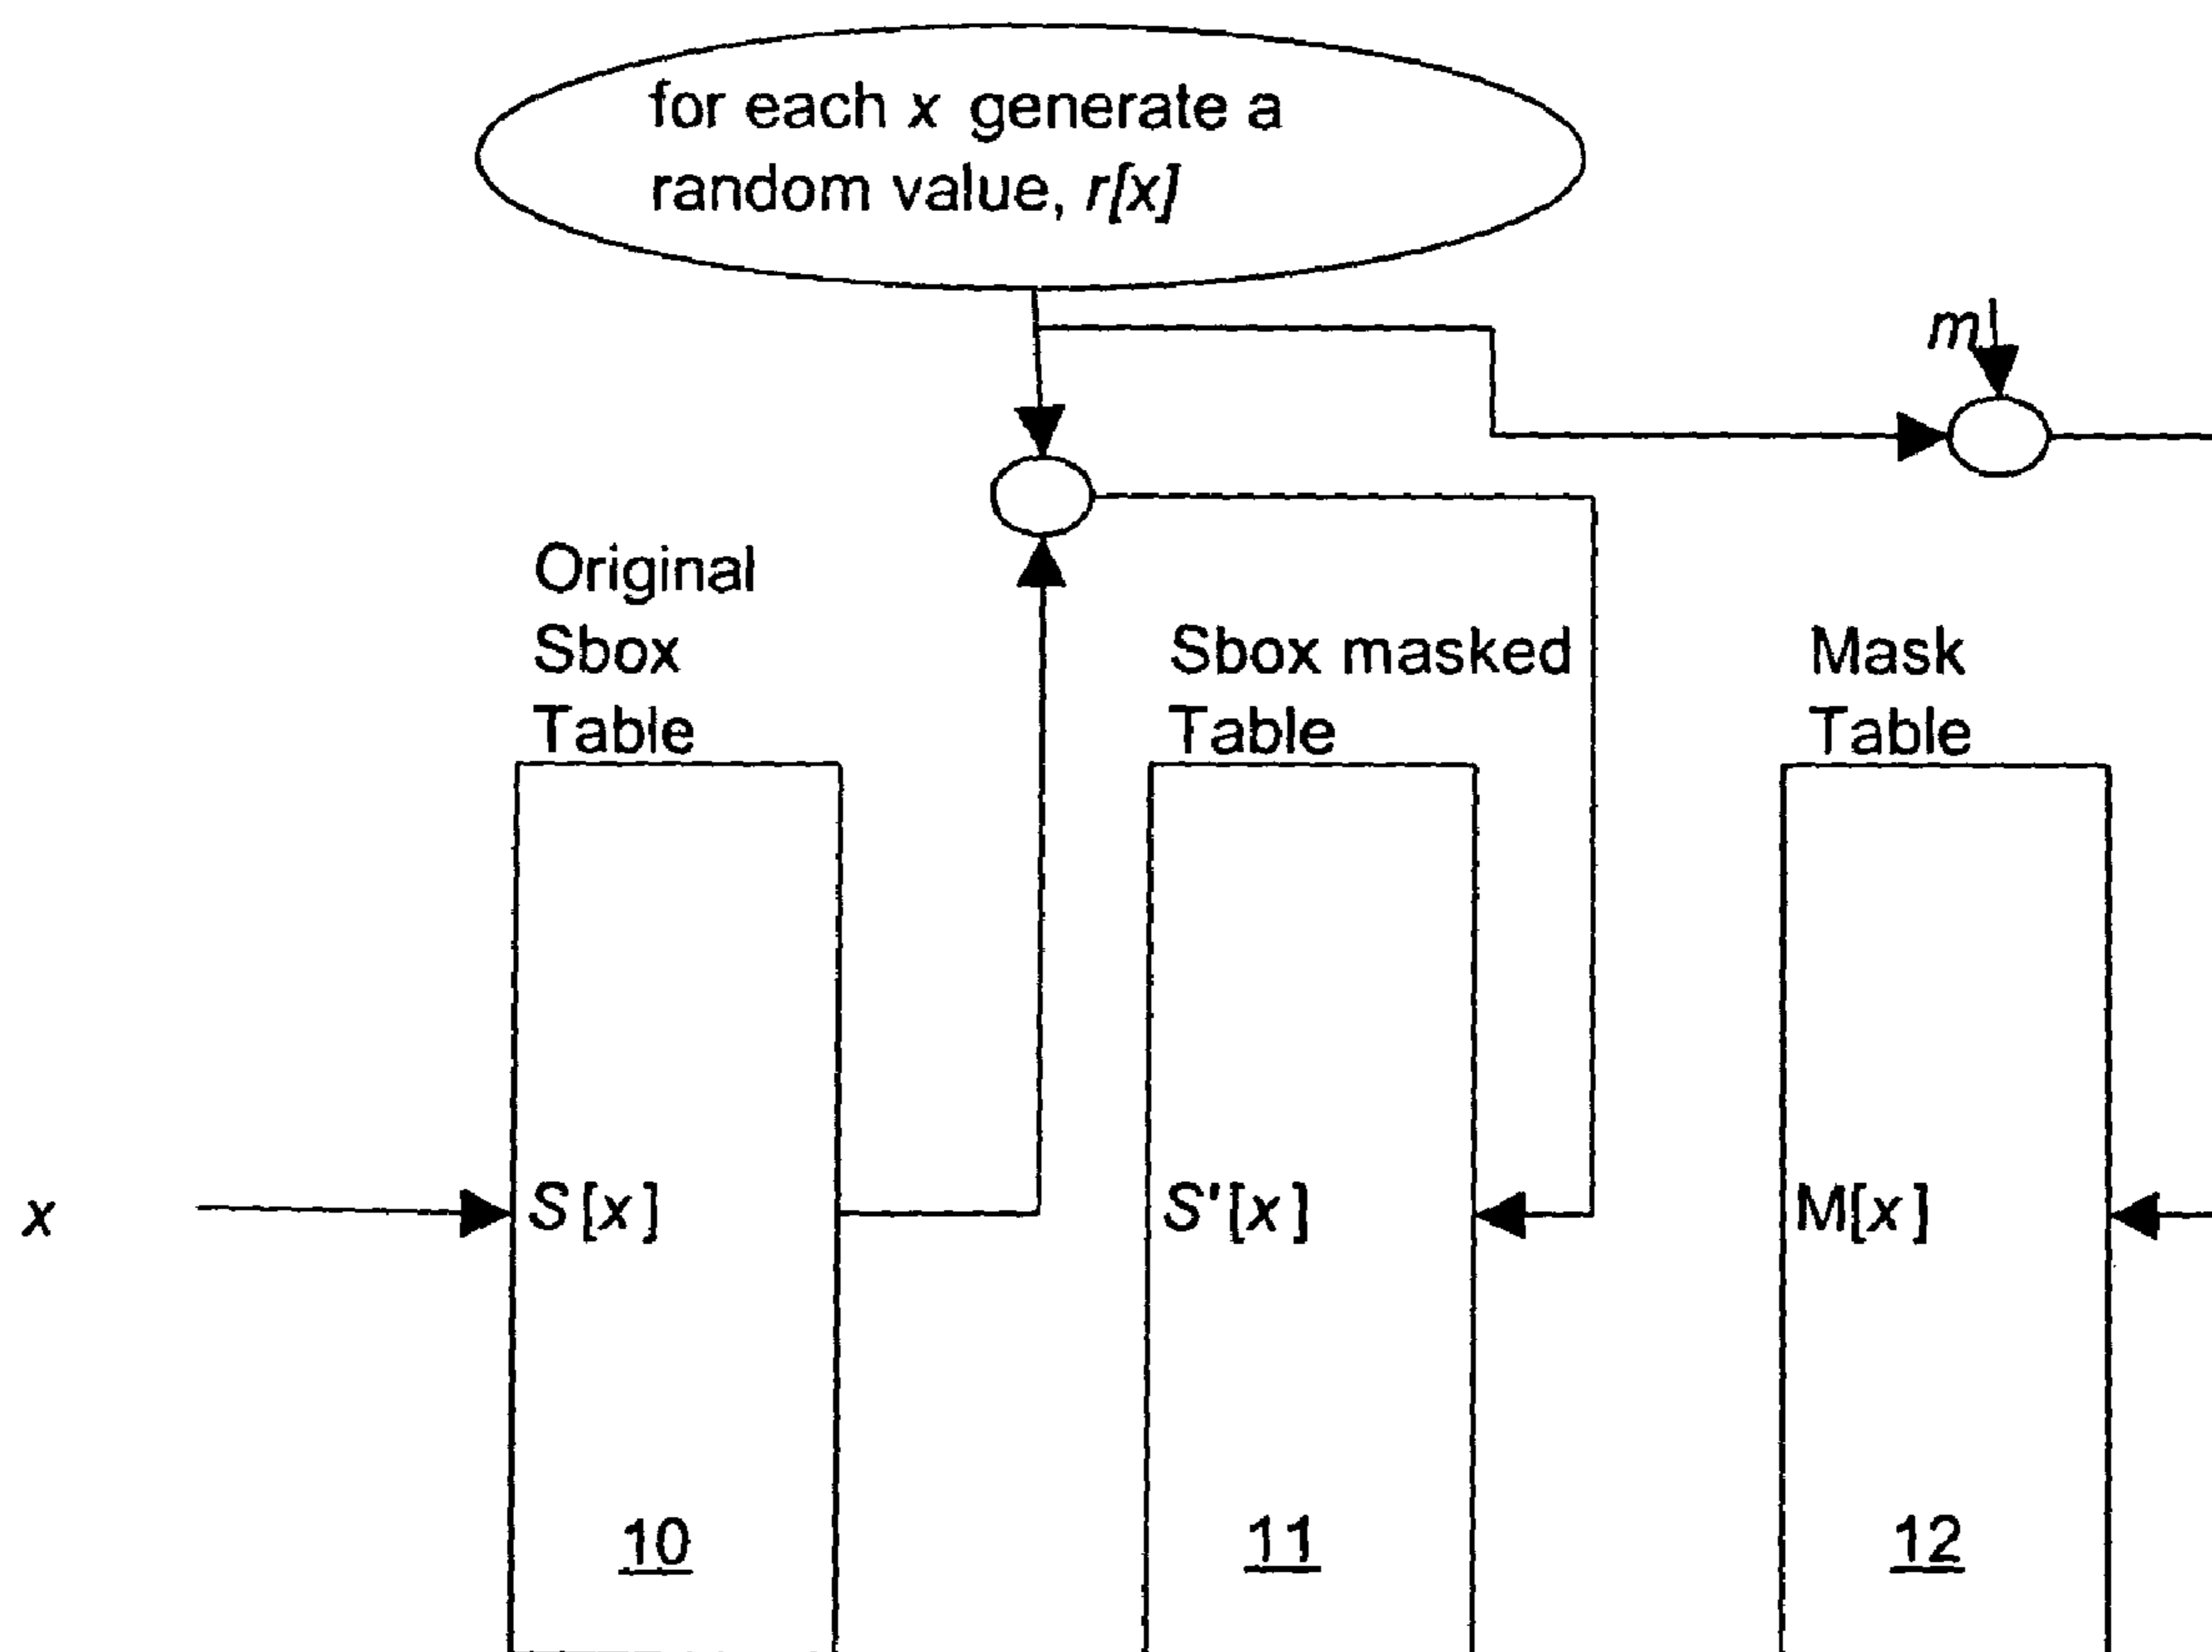 for each x generate a
random value, r[x]
m
Original
Sbox
Table
Sbox masked
Table
Mask
Table
x
S[x]
S'[x]
M[x]
10
11
12